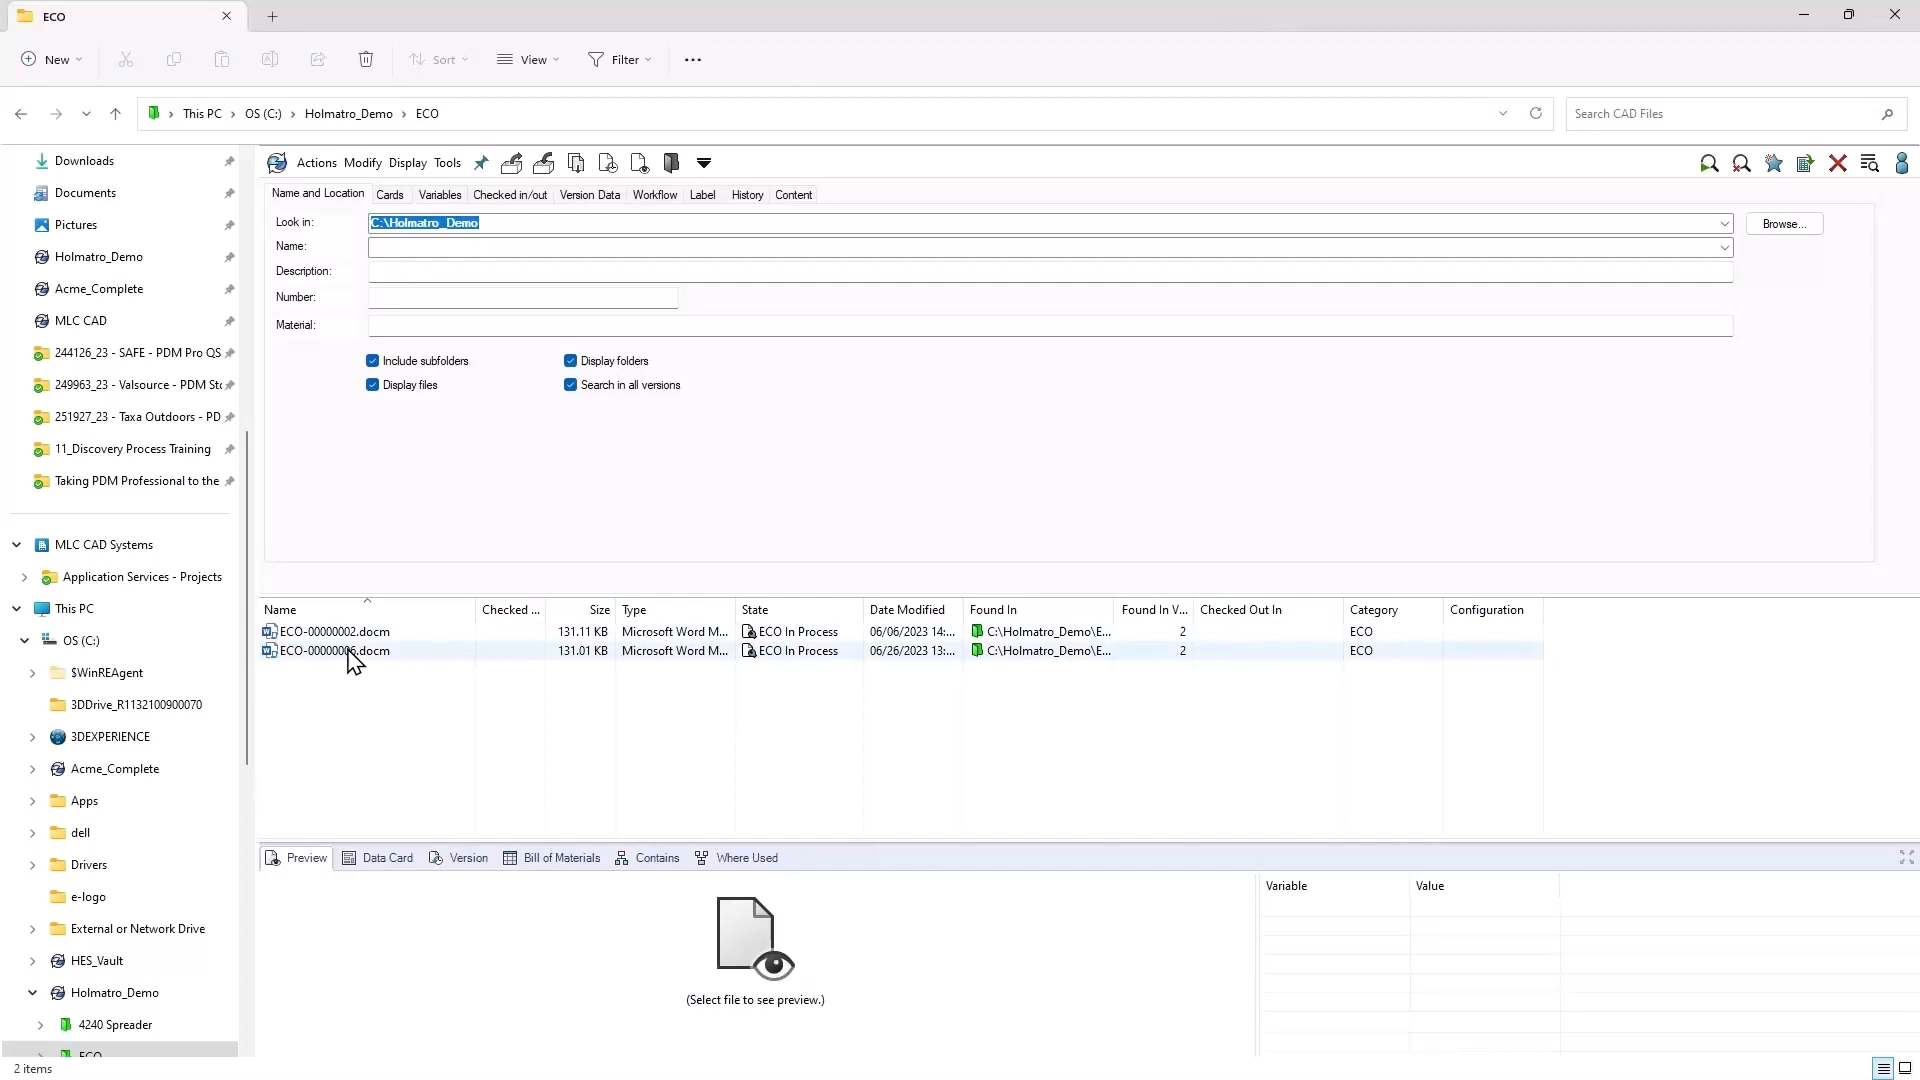 ECO
New
Sort
View
Filter
This PC
OS (C:)
Holmatro_Demo
ECO
Search CAD Files
Downloads
Documents
Pictures
Holmatro_Demo
Acme_Complete
MLC CAD
244126_23 - SAFE - PDM Pro QS
249963_23 - Valsource - PDM Sta
251927_23 - Taxa Outdoors - PD
11_Discovery Process Training
Taking PDM Professional to the
MLC CAD Systems
Application Services - Projects
This PC
OS (C:)
$WinREAgent
3DDrive_R1132100900070
3DEXPERIENCE
Acme_Complete
Apps
dell
Drivers
e-logo
External or Network Drive
HES_Vault
Holmatro_Demo
4240 Spreader
ECO
2 items
Actions Modify Display Tools
Name and Location Cards Variables Checked in/out Version Data Workflow Label History Content
Look in: C:\Holmatro_Demo Browse...
Name:
Description:
Number:
Material:
Include subfolders Display folders
Display files Search in all versions
Name Checked ... Size Type State Date Modified Found In Found In V... Checked Out In Category Configuration
ECO-00000002.docm 131.11 KB Microsoft Word M... ECO In Process 06/06/2023 14:... C:\Holmatro_Demo\E... 2 ECO
131.01 KB Microsoft Word M... ECO In Process 06/26/2023 13:... C:\Holmatro_Demo\E... 2 ECO
Preview Data Card Version Bill of Materials Contains Where Used
(Select file to see preview.)
Variable Value